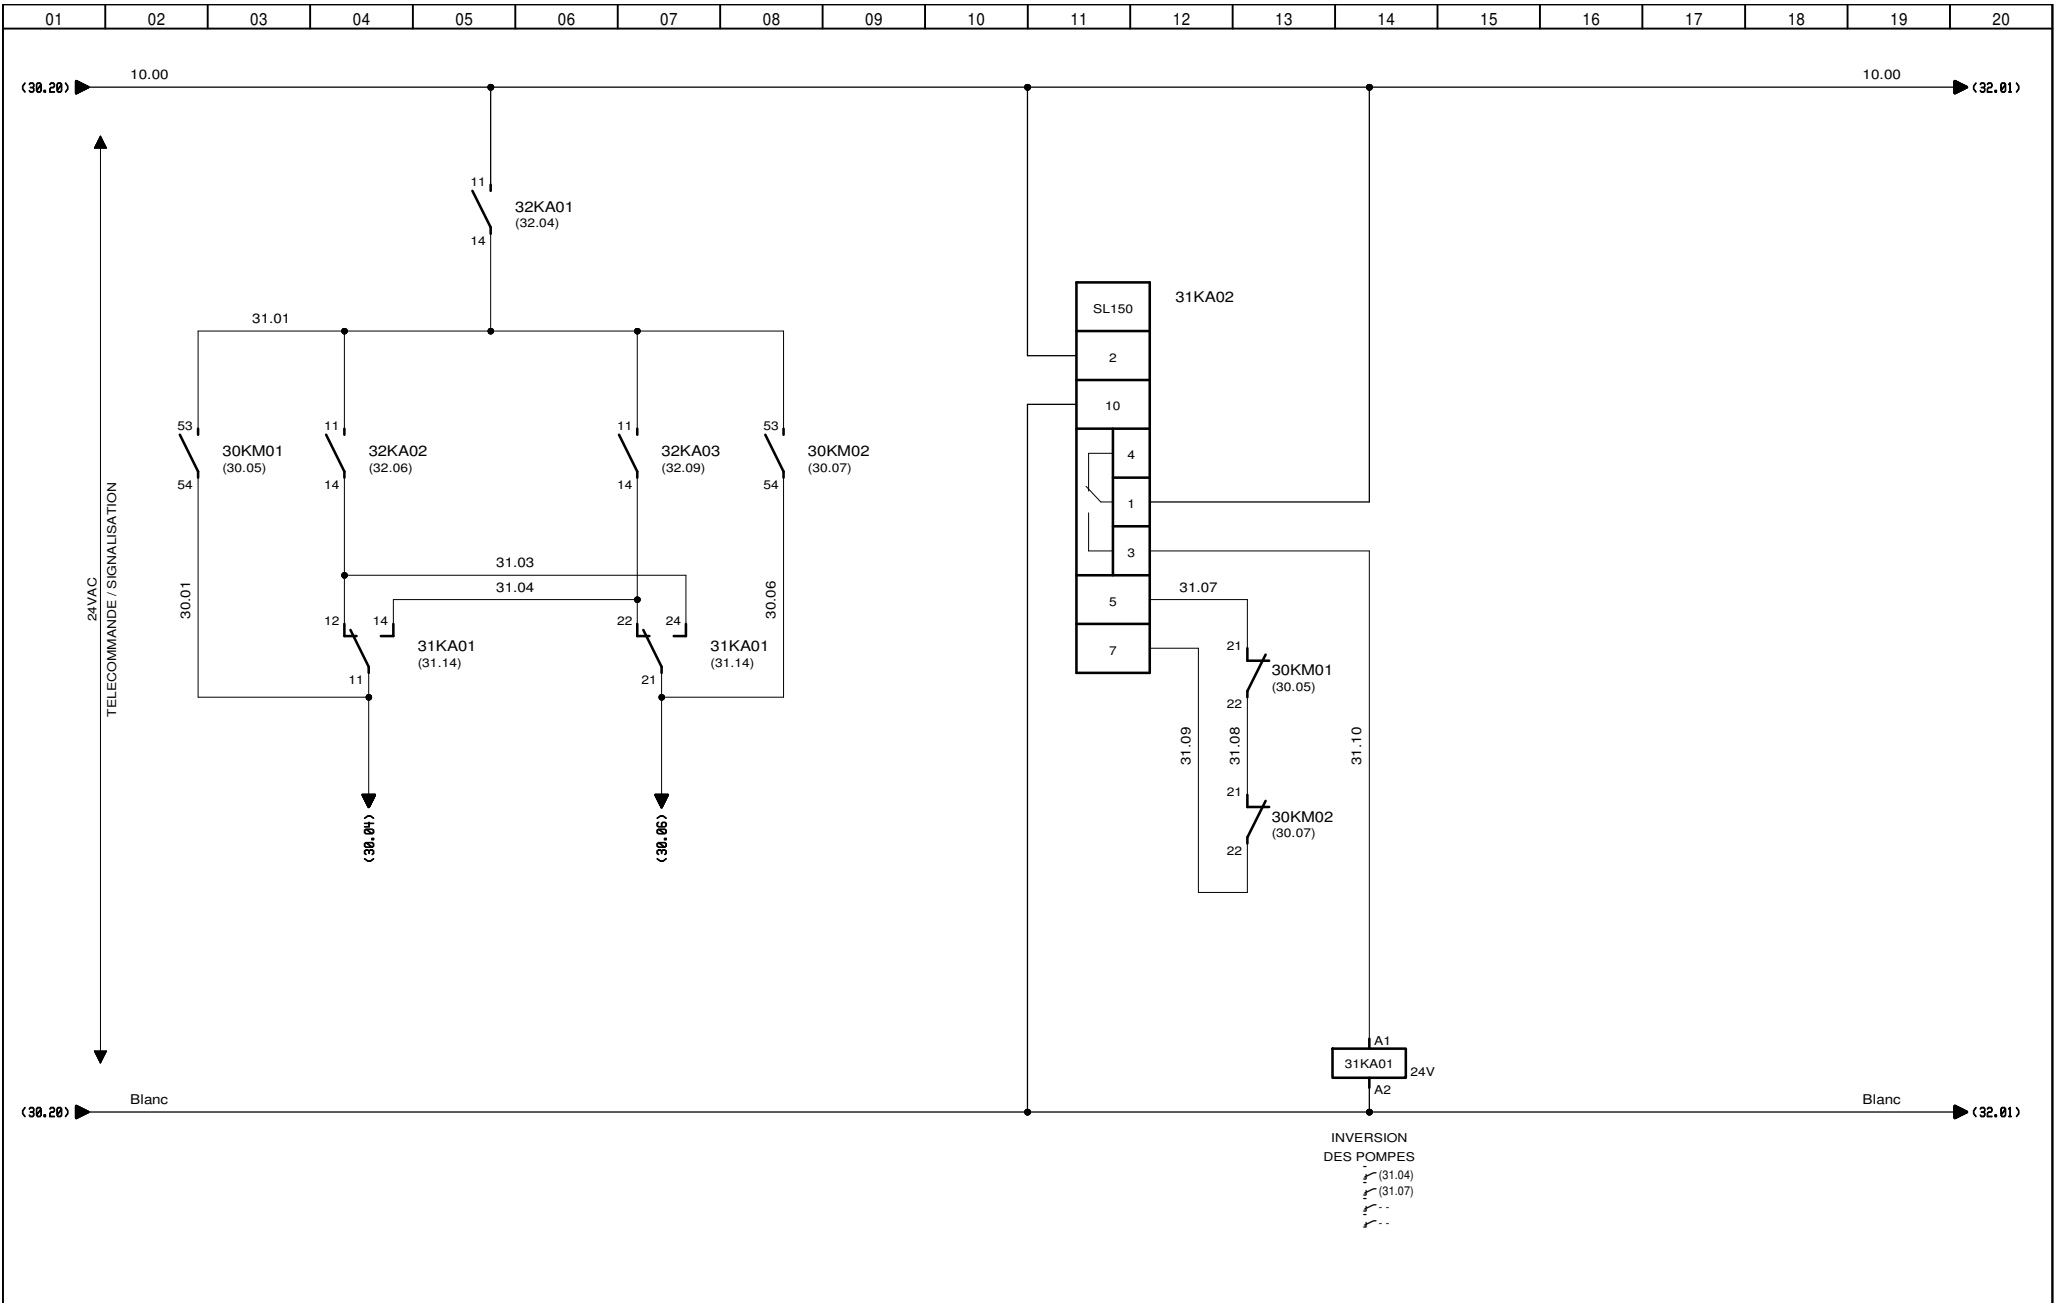 01 02 03 04 05 06 07 08 09 10 11 12 13 14 15 16 17 18 19 20
(30.20) 10.00 10.00 (32.01)
24VAC
TELECOMMANDE / SIGNALISATION
11
32KA01
(32.04)
14
31.01
53
30KM01
(30.05)
54
11
32KA02
(32.06)
14
11
32KA03
(32.09)
14
53
30KM02
(30.07)
54
30.01
31.03
31.04
30.06
12 14
31KA01
(31.14)
11
22 24
31KA01
(31.14)
21
(30.04)
(30.06)
SL150
31KA02
2
10
4
1
3
5
7
31.07
21
30KM01
(30.05)
22
31.09
31.08
31.10
21
30KM02
(30.07)
22
A1
31KA01
24V
A2
(30.20) Blanc Blanc (32.01)
INVERSION
DES POMPES
(31.04)
(31.07)
- -
- -